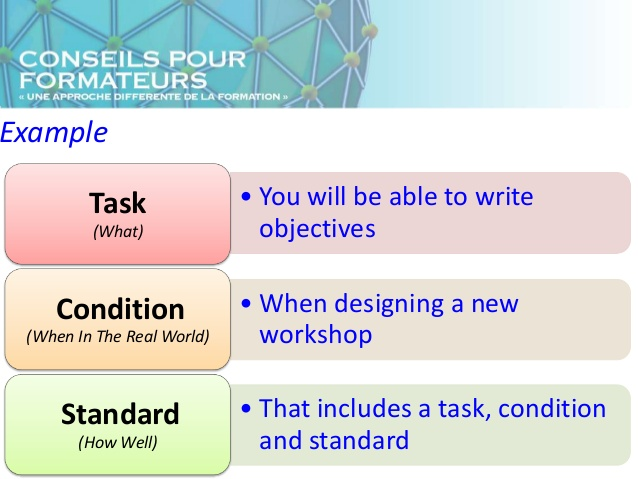 CONSEILS POUR
FORMATEURS
« UNE APPROCHE DIFFERENTE DE LA FORMATION »
Example
Task
(What)
• You will be able to write
objectives
Condition
(When In The Real World)
• When designing a new
workshop
Standard
(How Well)
• That includes a task, condition
and standard